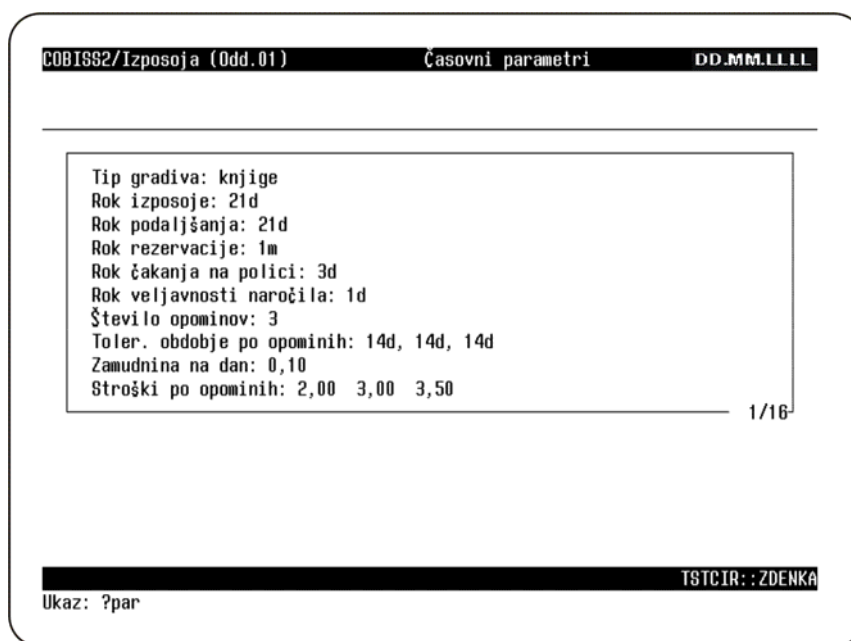 COBISS2/Izposoja (Odd.01) Časovni parametri DD.MM.LLLL
Tip gradiva: knjige
Rok izposoje: 21d
Rok podaljšanja: 21d
Rok rezervacije: 1m
Rok čakanja na polici: 3d
Rok veljavnosti naročila: 1d
Število opominov: 3
Toler. obdobje po opominih: 14d, 14d, 14d
Zamudnina na dan: 0,10
Stroški po opominih: 2,00 3,00 3,50
1/16
TSTCIR::ZDENKA
Ukaz: ?par